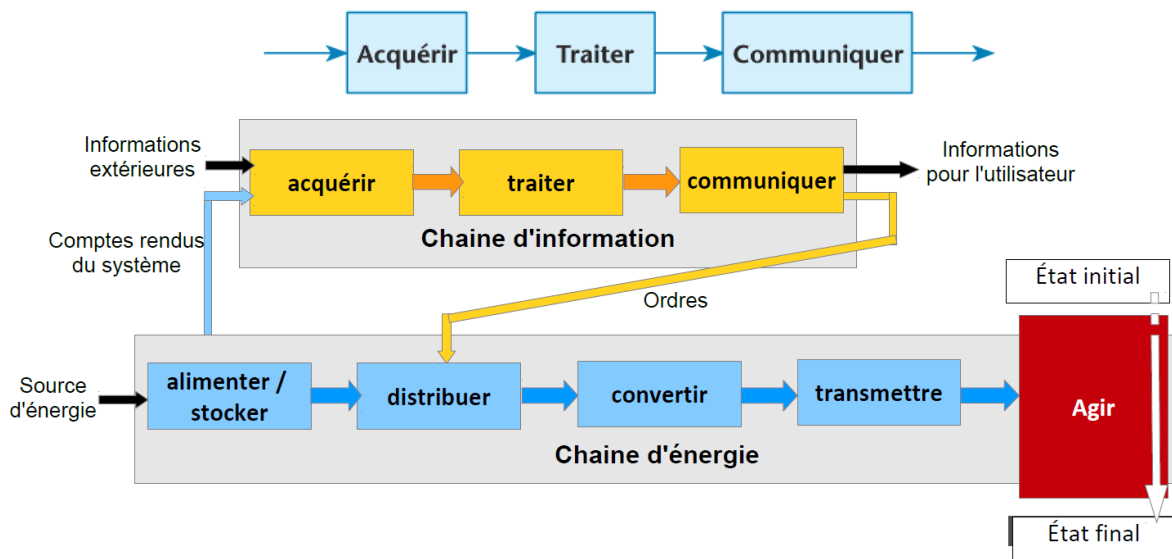 Acquérir
Traiter
Communiquer
Informations
extérieures
acquérir
traiter
communiquer
Informations
pour l'utilisateur
Chaine d'information
Comptes rendus
du système
Ordres
État initial
Source
d'énergie
alimenter /
stocker
distribuer
convertir
transmettre
Agir
Chaine d'énergie
État final